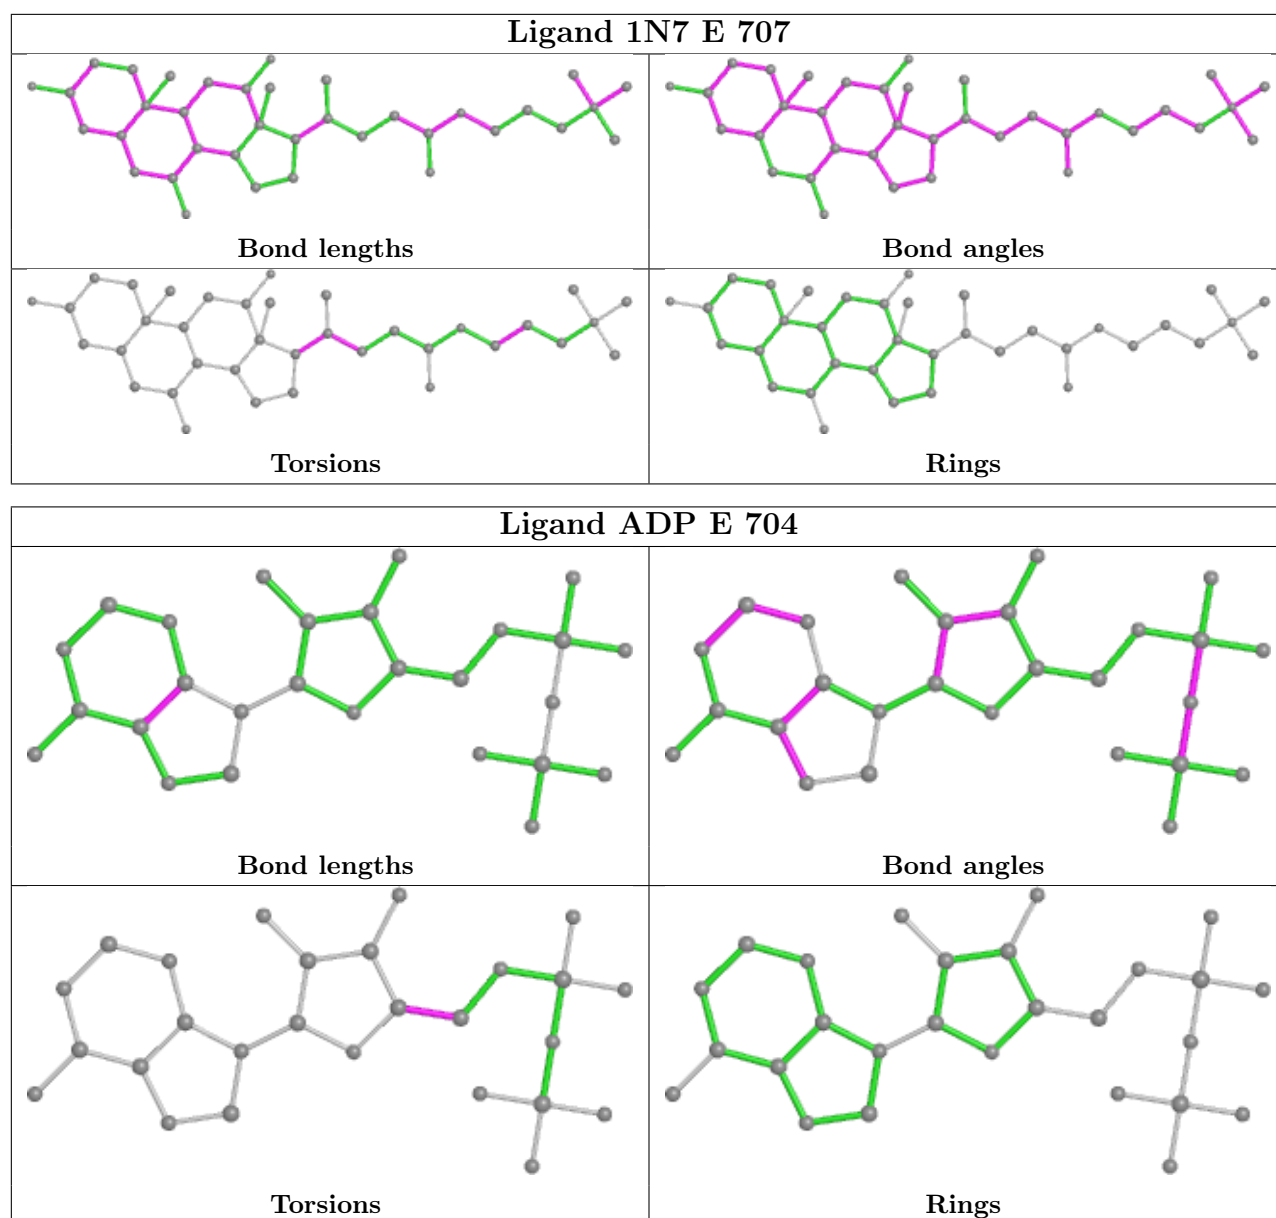 Ligand 1N7 E 707
Bond lengths
Bond angles
Torsions
Rings
Ligand ADP E 704
Bond lengths
Bond angles
Torsions
Rings